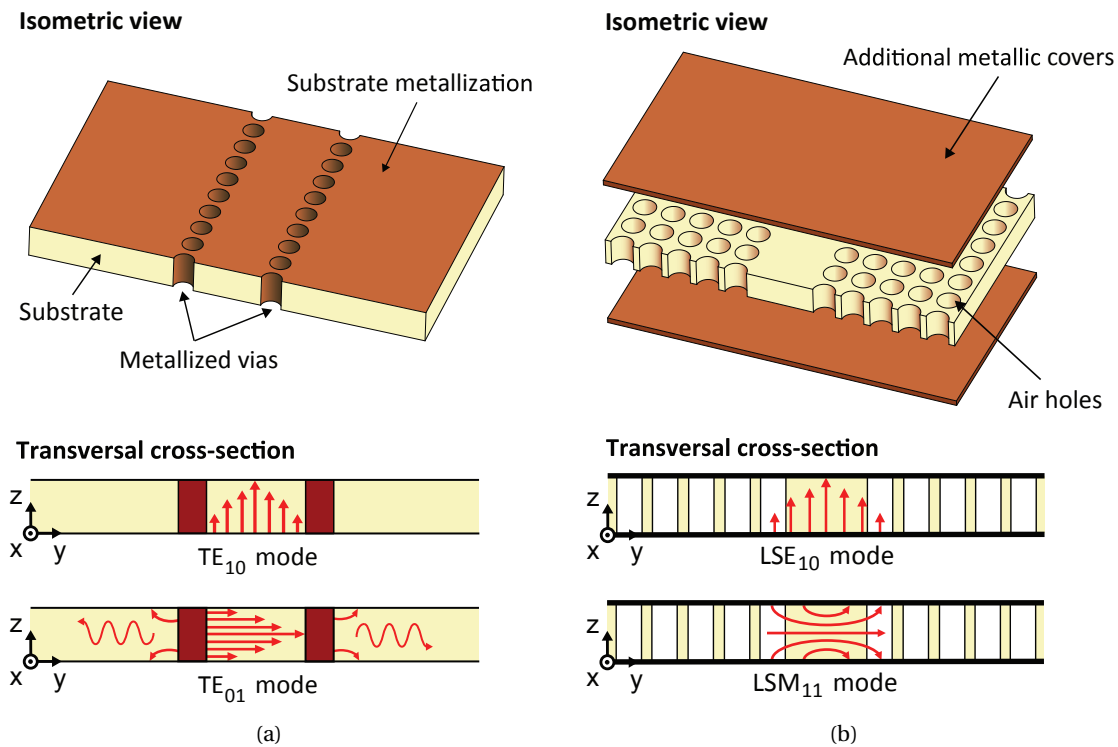 Isometric view
Substrate metallization
Substrate
Metallized vias
Transversal cross-section
z
x
y
TE10 mode
z
x
y
TE01 mode
(a)
Isometric view
Additional metallic covers
Air holes
Transversal cross-section
z
x
y
LSE10 mode
z
x
y
LSM11 mode
(b)